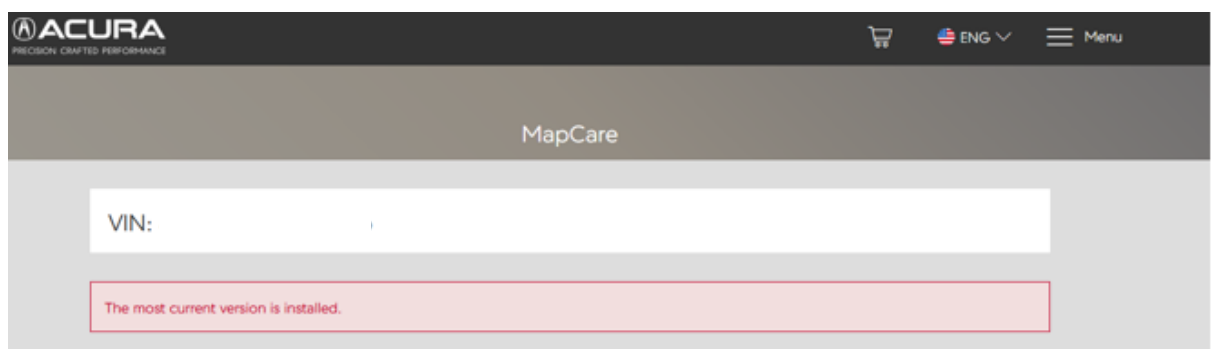 ACURA
PRECISION CRAFTED PERFORMANCE
ENG
Menu
MapCare
VIN:
The most current version is installed.